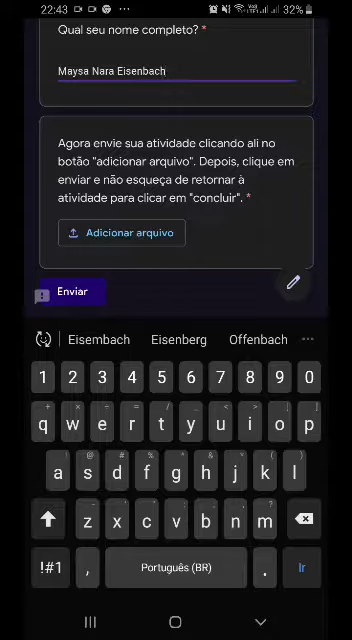 22:43 32%
Qual seu nome completo? *
Maysa Nara Eisenbach
Agora envie sua atividade clicando ali no
botão "adicionar arquivo". Depois, clique em
enviar e não esqueça de retornar à
atividade para clicar em "concluir". *
Adicionar arquivo
Enviar
Eisembach Eisenberg Offenbach ...
1 2 3 4 5 6 7 8 9 0
q w e r t y u i o p
a s d f g h j k l
z x c v b n m
!#1 , Português (BR) . Ir